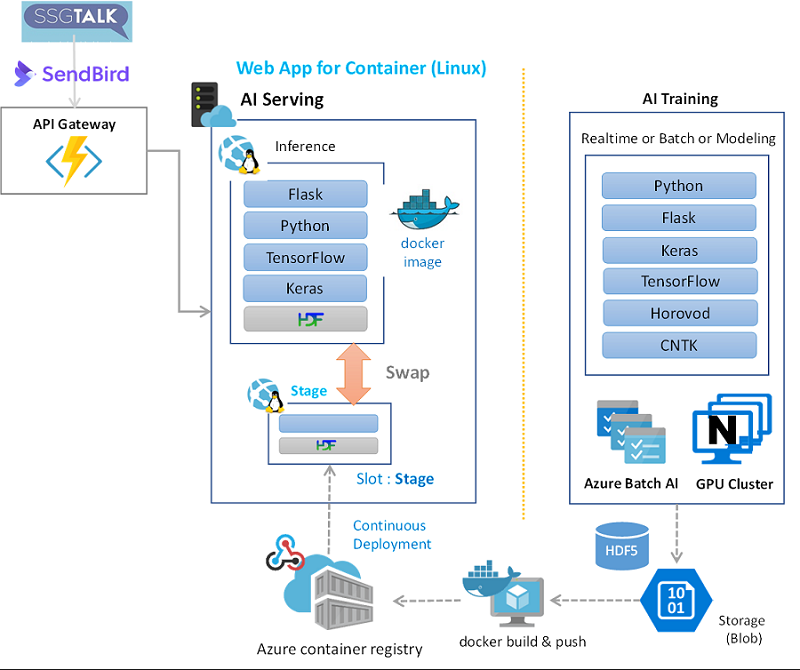 SSGTALK
SendBird
API Gateway
Web App for Container (Linux)
AI Serving
Inference
Flask
Python
TensorFlow
Keras
HDF
docker
image
Swap
Stage
HDF
Slot : Stage
Continuous
Deployment
Azure container registry
docker build & push
AI Training
Realtime or Batch or Modeling
Python
Flask
Keras
TensorFlow
Horovod
CNTK
N
Azure Batch AI
GPU Cluster
HDF5
10
01
Storage
(Blob)